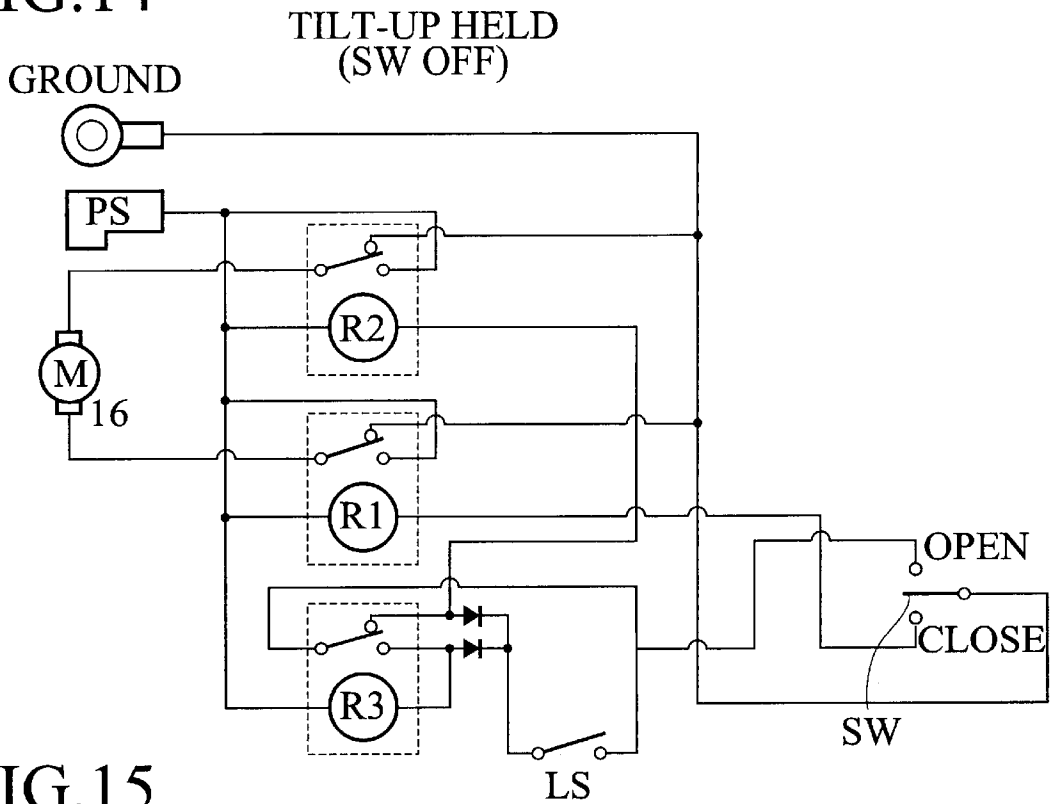 IG.14
TILT-UP HELD
(SW OFF)
GROUND
PS
R2
M
16
R1
OPEN
CLOSE
R3
SW
LS
IG.15